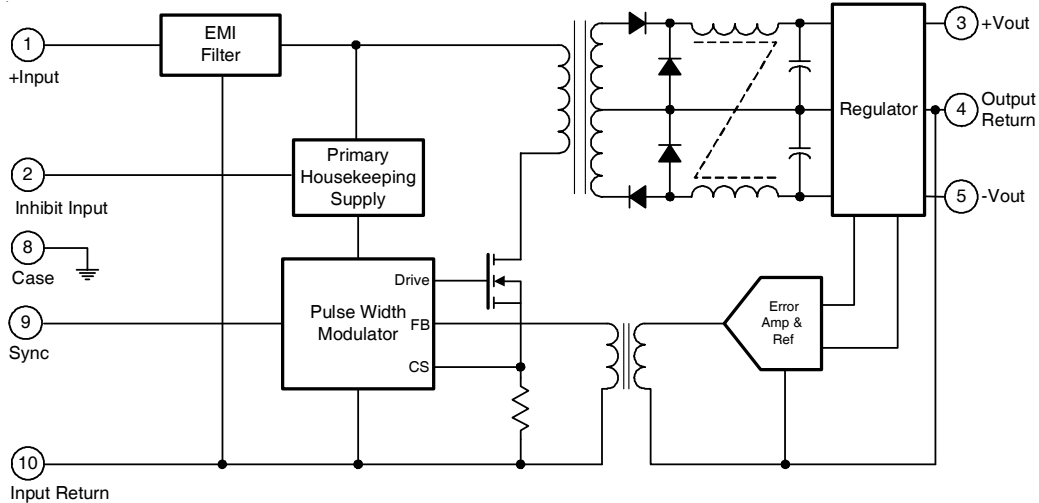 1
+Input
EMI
Filter
3
+Vout
Regulator
4
Output
Return
5
-Vout
2
Inhibit Input
Primary
Housekeeping
Supply
8
Case
9
Sync
Pulse Width
Modulator
Drive
FB
CS
Error
Amp &
Ref
10
Input Return